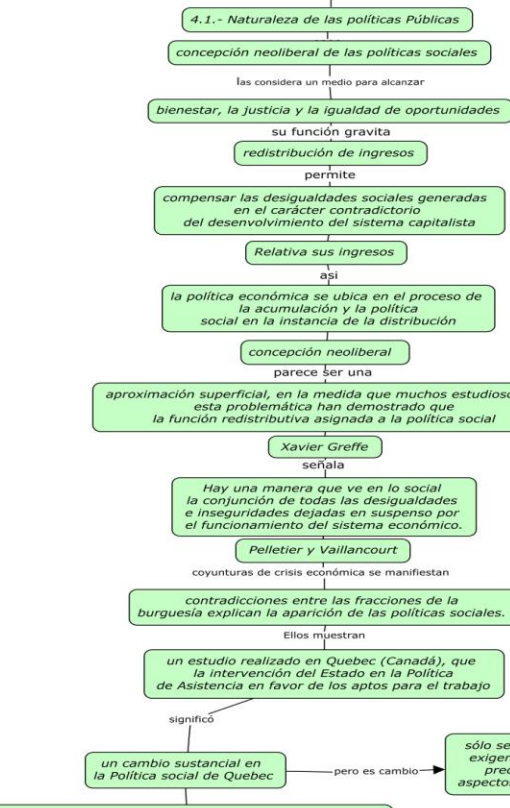 4.1.- Naturaleza de las políticas Públicas
concepción neoliberal de las políticas sociales
las considera un medio para alcanzar
bienestar, la justicia y la igualdad de oportunidades
su función gravita
redistribución de ingresos
permite
compensar las desigualdades sociales generadas
en el carácter contradictorio
del desenvolvimiento del sistema capitalista
Relativa sus ingresos
asi
la política económica se ubica en el proceso de
la acumulación y la política
social en la instancia de la distribución
concepción neoliberal
parece ser una
aproximación superficial, en la medida que muchos
esta problemática han demostrado que
la función redistributiva asignada a la política social
Xavier Greffe
señala
Hay una manera que ve en lo social
la conjunción de todas las desigualdades
e inseguridades dejadas en suspenso por
el funcionamiento del sistema económico.
Pelletier y Vaillancourt
coyunturas de crisis económica se manifiestan
contradicciones entre las fracciones de la
burguesía explican la aparición de las políticas sociales.
Ellos muestran
un estudio realizado en Quebec (Canadá), que
la intervención del Estado en la Política
de Asistencia en favor de los aptos para el trabajo
significó
un cambio sustancial en
la Política social de Quebec
pero es cambio
sólo